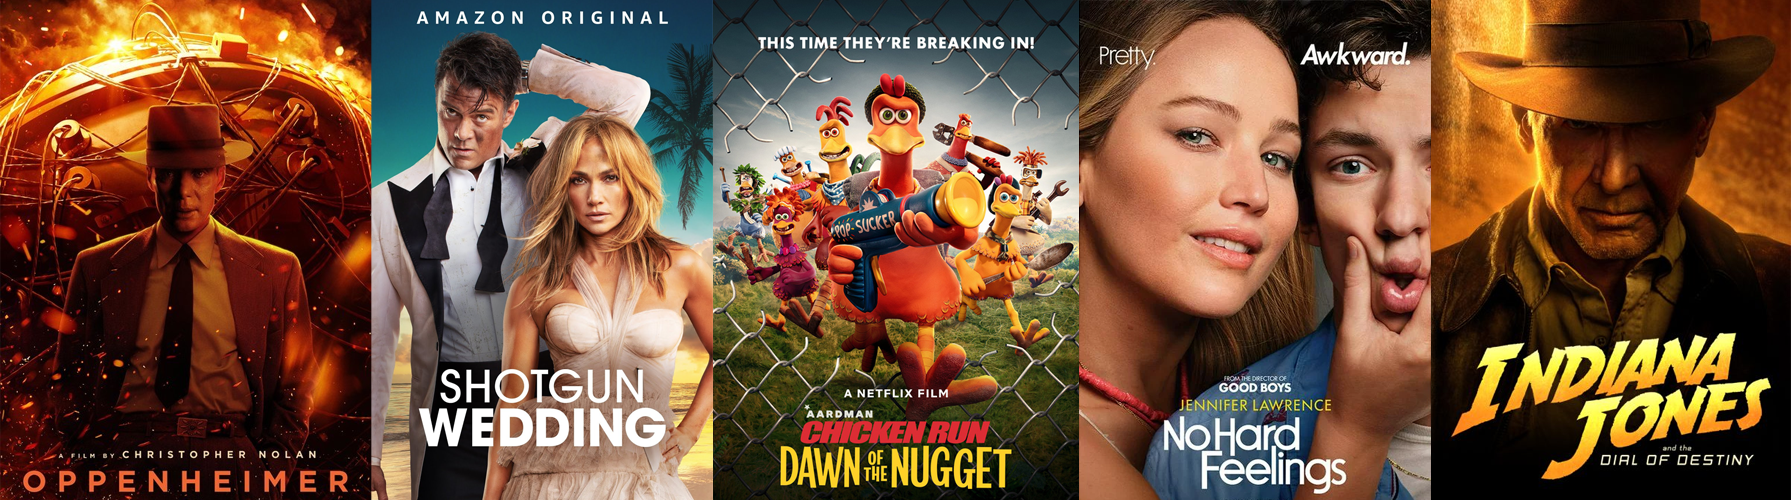 A FILM BY CHRISTOPHER NOLAN
OPPENHEIMER
AMAZON ORIGINAL
SHOTGUN
WEDDING
THIS TIME THEY'RE BREAKING IN!
POP-SUCKER
A NETFLIX FILM
AARDMAN
CHICKEN RUN
DAWN OF THE NUGGET
Pretty.
Awkward.
FROM THE DIRECTOR OF
GOOD BOYS
JENNIFER LAWRENCE
No Hard
Feelings
INDIANA
JONES
and the
DIAL OF DESTINY